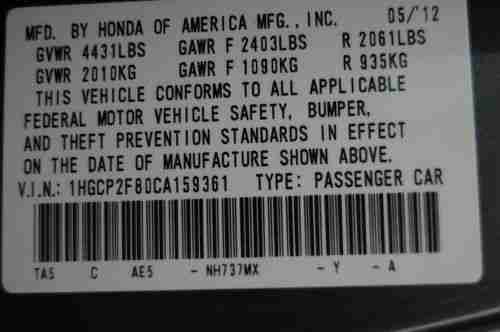 MFD. BY HONDA OF AMERICA MFG., INC. 05/'12
GVWR 4431LBS GAWR F 2403LBS R 2061LBS
GVWR 2010KG GAWR F 1090KG R 935KG
THIS VEHICLE CONFORMS TO ALL APPLICABLE
FEDERAL MOTOR VEHICLE SAFETY, BUMPER,
AND THEFT PREVENTION STANDARDS IN EFFECT
ON THE DATE OF MANUFACTURE SHOWN ABOVE.
V.I.N.: 1HGCP2F80CA159361 TYPE: PASSENGER CAR
TA5 C AE5 - NH737MX - Y - A